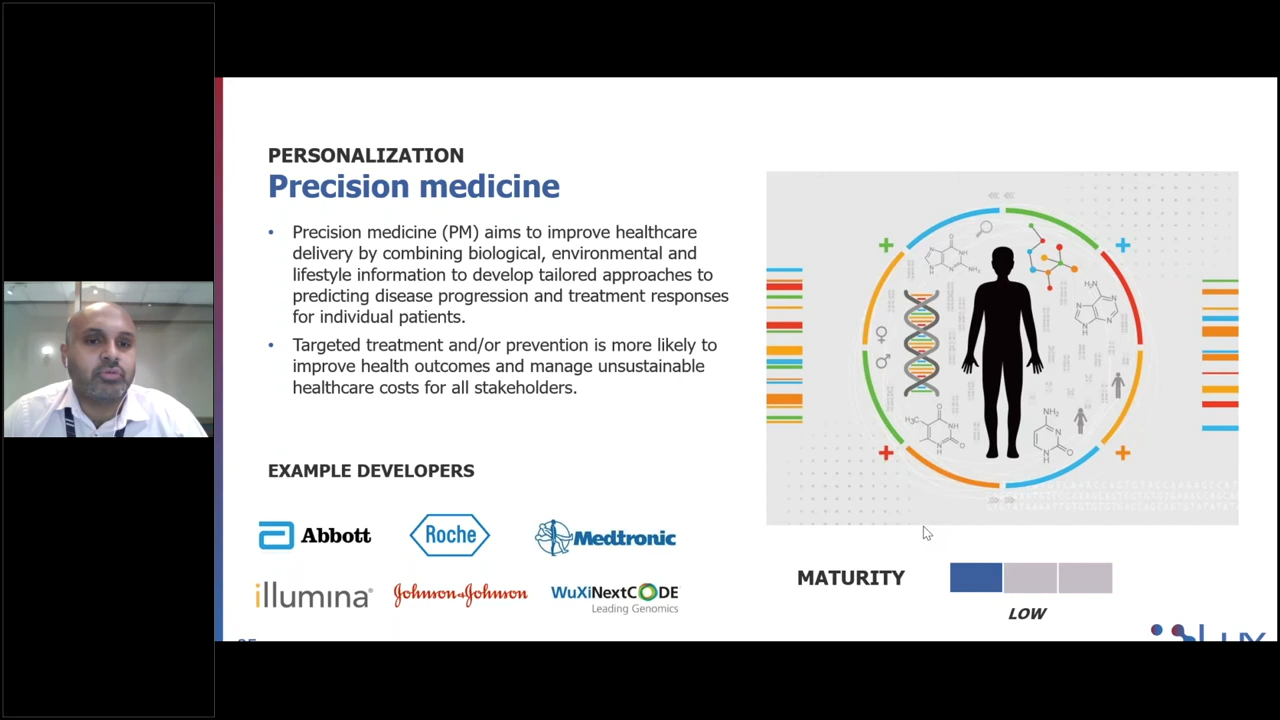 PERSONALIZATION
Precision medicine
• Precision medicine (PM) aims to improve healthcare
delivery by combining biological, environmental and
lifestyle information to develop tailored approaches to
predicting disease progression and treatment responses
for individual patients.
• Targeted treatment and/or prevention is more likely to
improve health outcomes and manage unsustainable
healthcare costs for all stakeholders.
EXAMPLE DEVELOPERS
Abbott
Roche
Medtronic
illumina®
Johnson&Johnson
WuXiNextCODE
Leading Genomics
N
NH
NH₂
H₃C
O
MATURITY
LOW